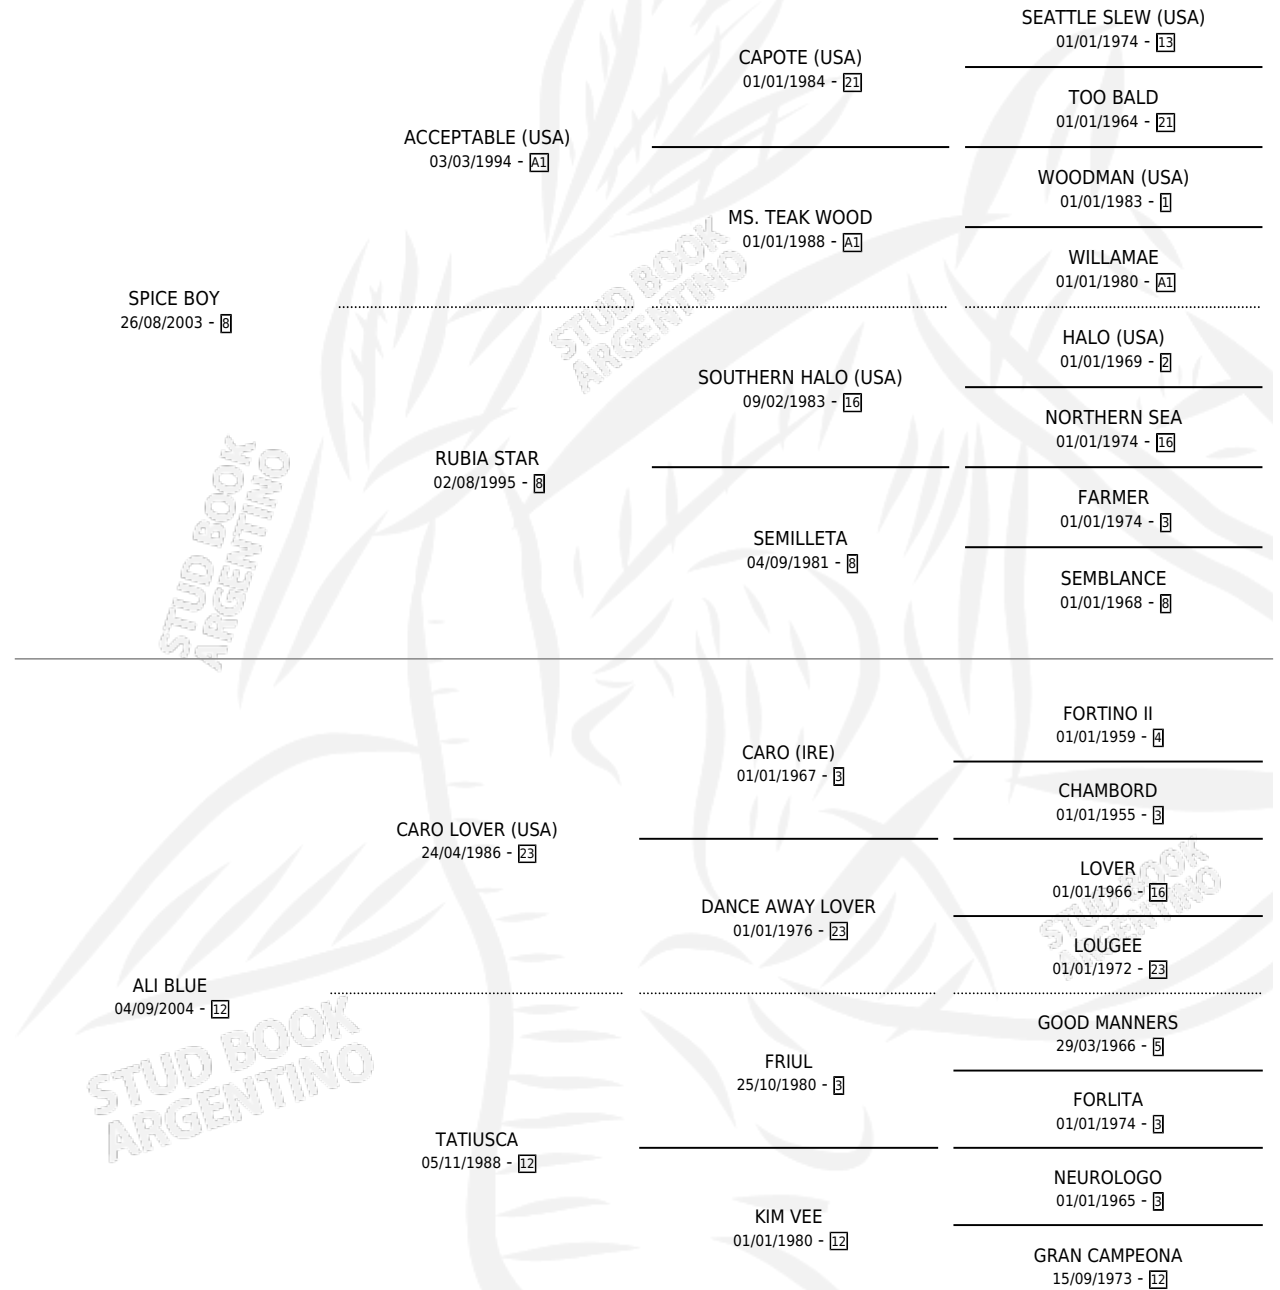 SEATTLE SLEW (USA)
01/01/1974 - 13
CAPOTE (USA)
01/01/1984 - 21
TOO BALD
01/01/1964 - 21
ACCEPTABLE (USA)
03/03/1994 - A1
WOODMAN (USA)
01/01/1983 - 1
MS. TEAK WOOD
01/01/1988 - A1
WILLAMAE
01/01/1980 - A1
SPICE BOY
26/08/2003 - 8
STUD BOOK
ARGENTINO
HALO (USA)
01/01/1969 - 2
SOUTHERN HALO (USA)
09/02/1983 - 16
NORTHERN SEA
01/01/1974 - 16
RUBIA STAR
02/08/1995 - 8
FARMER
01/01/1974 - 3
SEMILLETA
04/09/1981 - 8
SEMBLANCE
01/01/1968 - 8
STUD BOOK
ARGENTINO
FORTINO II
01/01/1959 - 4
CARO (IRE)
01/01/1967 - 3
CHAMBORD
01/01/1955 - 3
CARO LOVER (USA)
24/04/1986 - 23
LOVER
01/01/1966 - 16
DANCE AWAY LOVER
01/01/1976 - 23
STUD BOOK
ARGENTINO
LOUGEE
01/01/1972 - 23
ALI BLUE
04/09/2004 - 12
STUD BOOK
ARGENTINO
GOOD MANNERS
29/03/1966 - 5
FRIUL
25/10/1980 - 3
FORLITA
01/01/1974 - 3
TATIUSCA
05/11/1988 - 12
NEUROLOGO
01/01/1965 - 3
KIM VEE
01/01/1980 - 12
GRAN CAMPEONA
15/09/1973 - 12